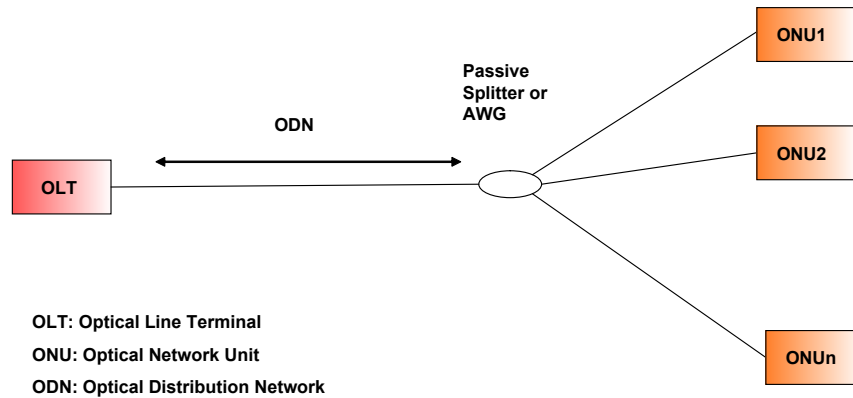 ONU1
Passive
Splitter or
AWG
ODN
ONU2
OLT
ONUn
OLT: Optical Line Terminal
ONU: Optical Network Unit
ODN: Optical Distribution Network